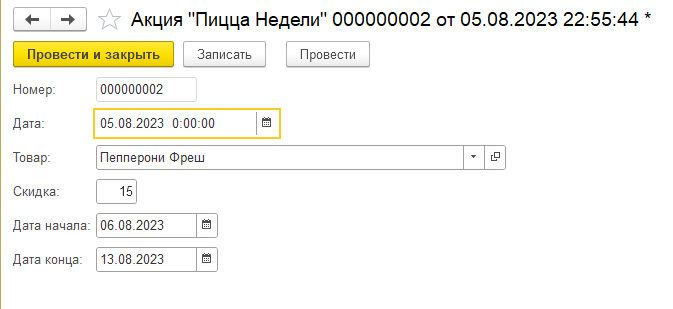 Акция "Пицца Недели" 000000002 от 05.08.2023 22:55:44 *
Провести и закрыть Записать Провести
Номер: 000000002
Дата: 05.08.2023 0:00:00
Товар: Пепперони Фреш
Скидка: 15
Дата начала: 06.08.2023
Дата конца: 13.08.2023